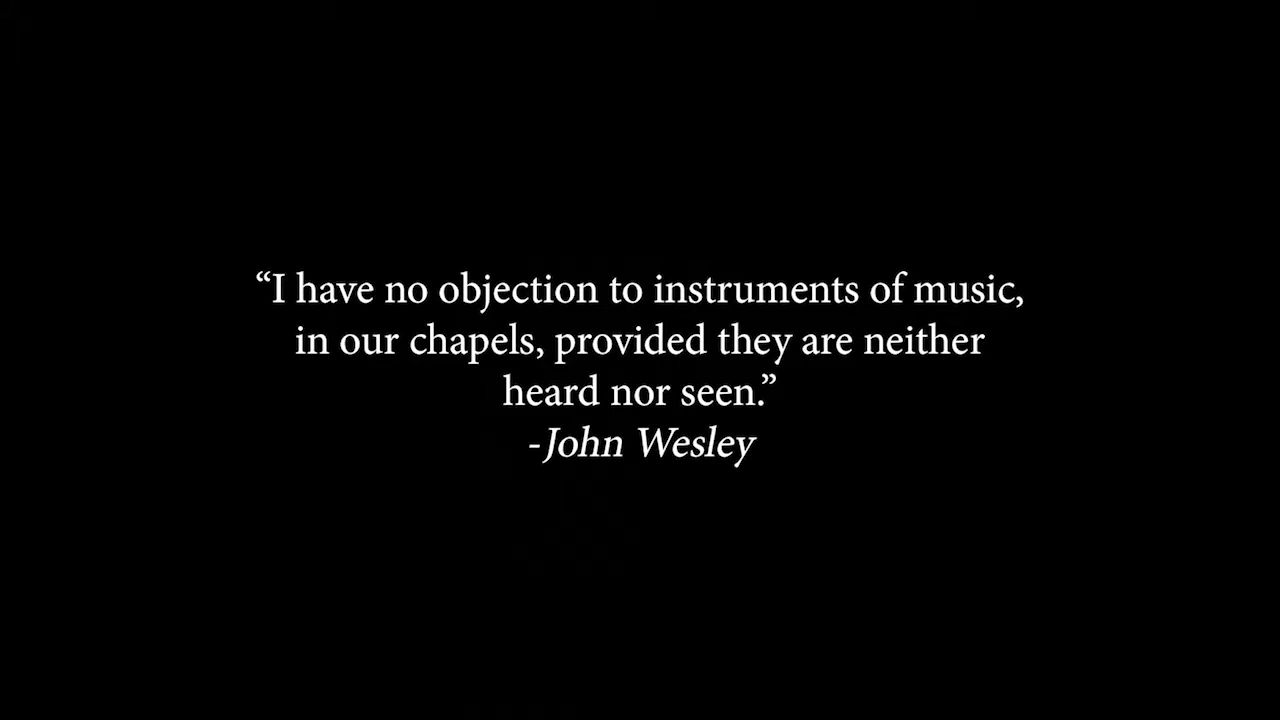 “I have no objection to instruments of music,
in our chapels, provided they are neither
heard nor seen.”
-John Wesley